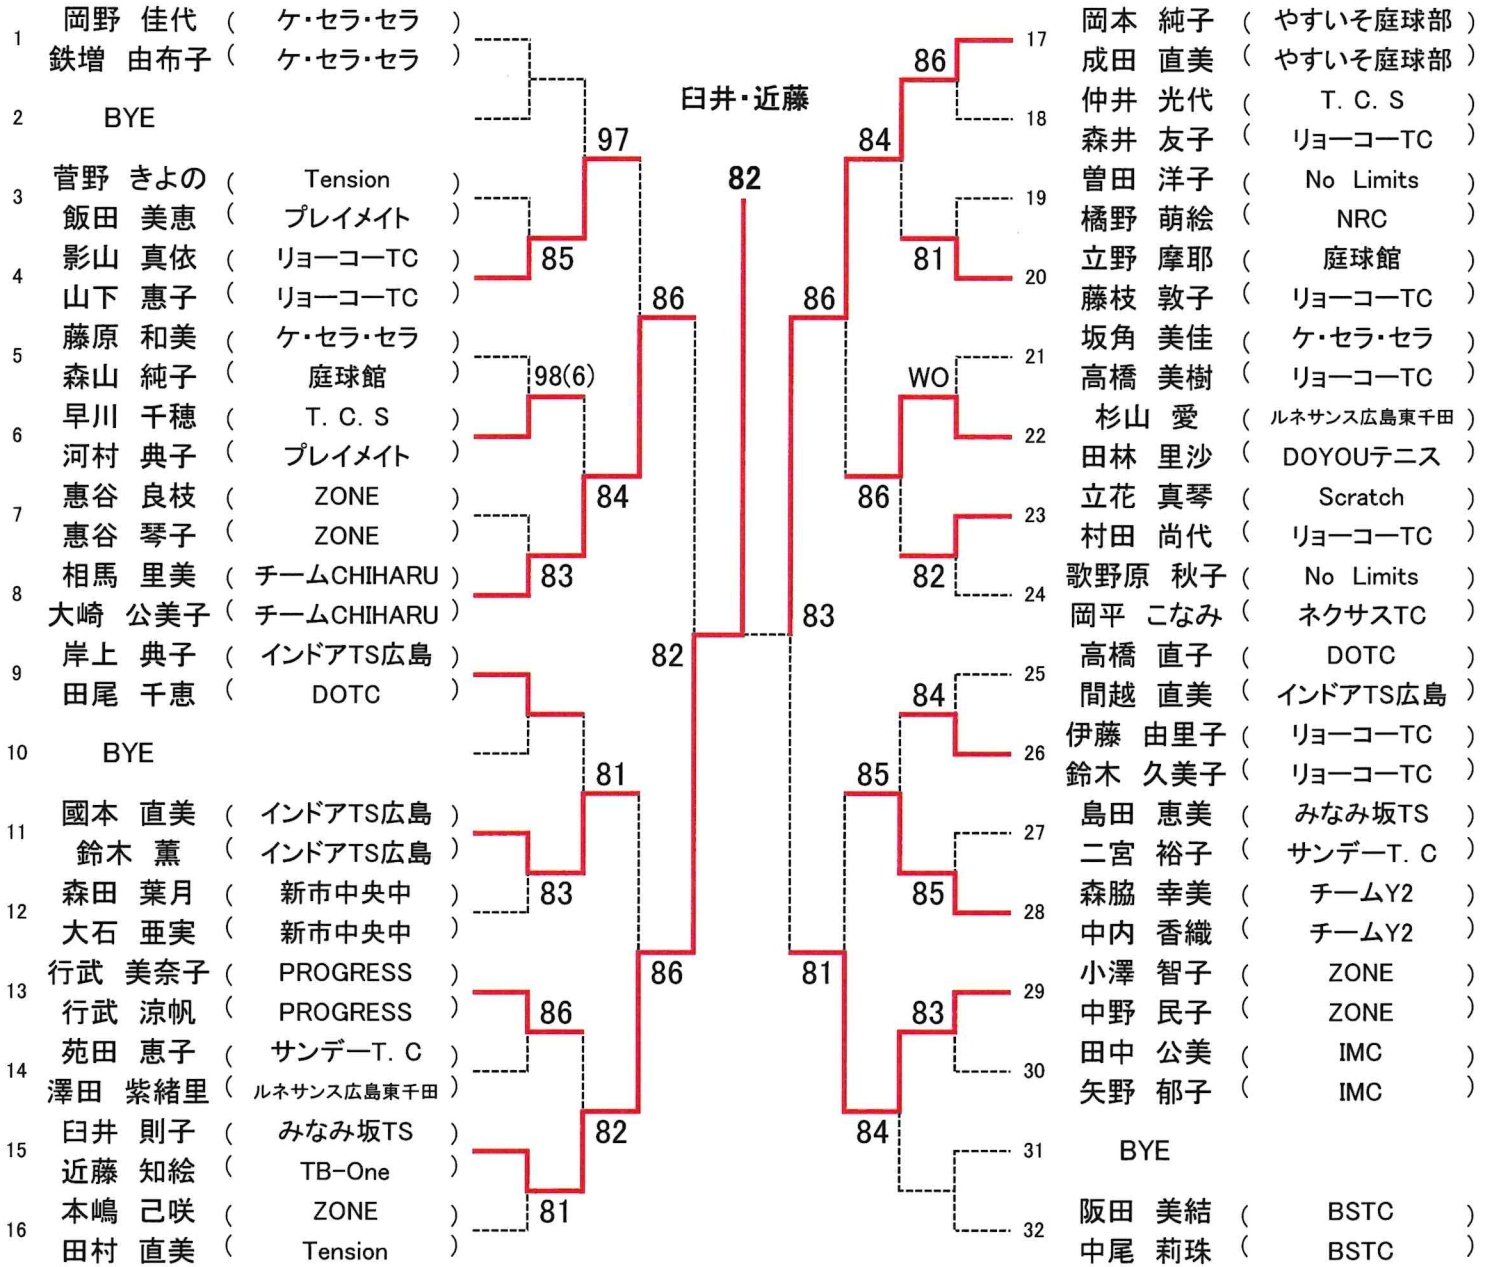 岡野 佳代 ( ケ・セラ・セラ )
1
鉄増 由布子 ( ケ・セラ・セラ )
2 BYE
菅野 きよの ( Tension )
3
飯田 美恵 ( プレイメイト )
影山 真依 ( リョーコーTC )
4
山下 惠子 ( リョーコーTC )
藤原 和美 ( ケ・セラ・セラ )
5
森山 純子 ( 庭球館 )
早川 千穂 ( T. C. S )
6
河村 典子 ( プレイメイト )
惠谷 良枝 ( ZONE )
7
惠谷 琴子 ( ZONE )
相馬 里美 ( チームCHIHARU )
8
大崎 公美子 ( チームCHIHARU )
岸上 典子 ( インドアTS広島 )
9
田尾 千恵 ( DOTC )
10 BYE
國本 直美 ( インドアTS広島 )
11
鈴木 薫 ( インドアTS広島 )
森田 葉月 ( 新市中央中 )
12
大石 亜実 ( 新市中央中 )
行武 美奈子 ( PROGRESS )
13
行武 涼帆 ( PROGRESS )
苑田 恵子 ( サンデーT. C )
14
澤田 紫緒里 ( ルネサンス広島東千田 )
臼井 則子 ( みなみ坂TS )
15
近藤 知絵 ( TB-One )
本嶋 己咲 ( ZONE )
16
田村 直美 ( Tension )
97
85
86
98(6)
84
83
82
81
83
86
86
82
81
臼井・近藤
82
86
84
81
86
WO
86
82
83
84
85
85
81
83
84
岡本 純子 ( やすいそ庭球部 )
17
成田 直美 ( やすいそ庭球部 )
仲井 光代 ( T. C. S )
18
森井 友子 ( リョーコーTC )
曽田 洋子 ( No Limits )
19
橘野 萌絵 ( NRC )
立野 摩耶 ( 庭球館 )
20
藤枝 敦子 ( リョーコーTC )
坂角 美佳 ( ケ・セラ・セラ )
21
高橋 美樹 ( リョーコーTC )
杉山 愛 ( ルネサンス広島東千田 )
22
田林 里沙 ( DOYOUテニス )
立花 真琴 ( Scratch )
23
村田 尚代 ( リョーコーTC )
歌野原 秋子 ( No Limits )
24
岡平 こなみ ( ネクサスTC )
高橋 直子 ( DOTC )
25
間越 直美 ( インドアTS広島 )
伊藤 由里子 ( リョーコーTC )
26
鈴木 久美子 ( リョーコーTC )
島田 恵美 ( みなみ坂TS )
27
二宮 裕子 ( サンデーT. C )
森脇 幸美 ( チームY2 )
28
中内 香織 ( チームY2 )
小澤 智子 ( ZONE )
29
中野 民子 ( ZONE )
田中 公美 ( IMC )
30
矢野 郁子 ( IMC )
31 BYE
阪田 美結 ( BSTC )
32
中尾 莉珠 ( BSTC )